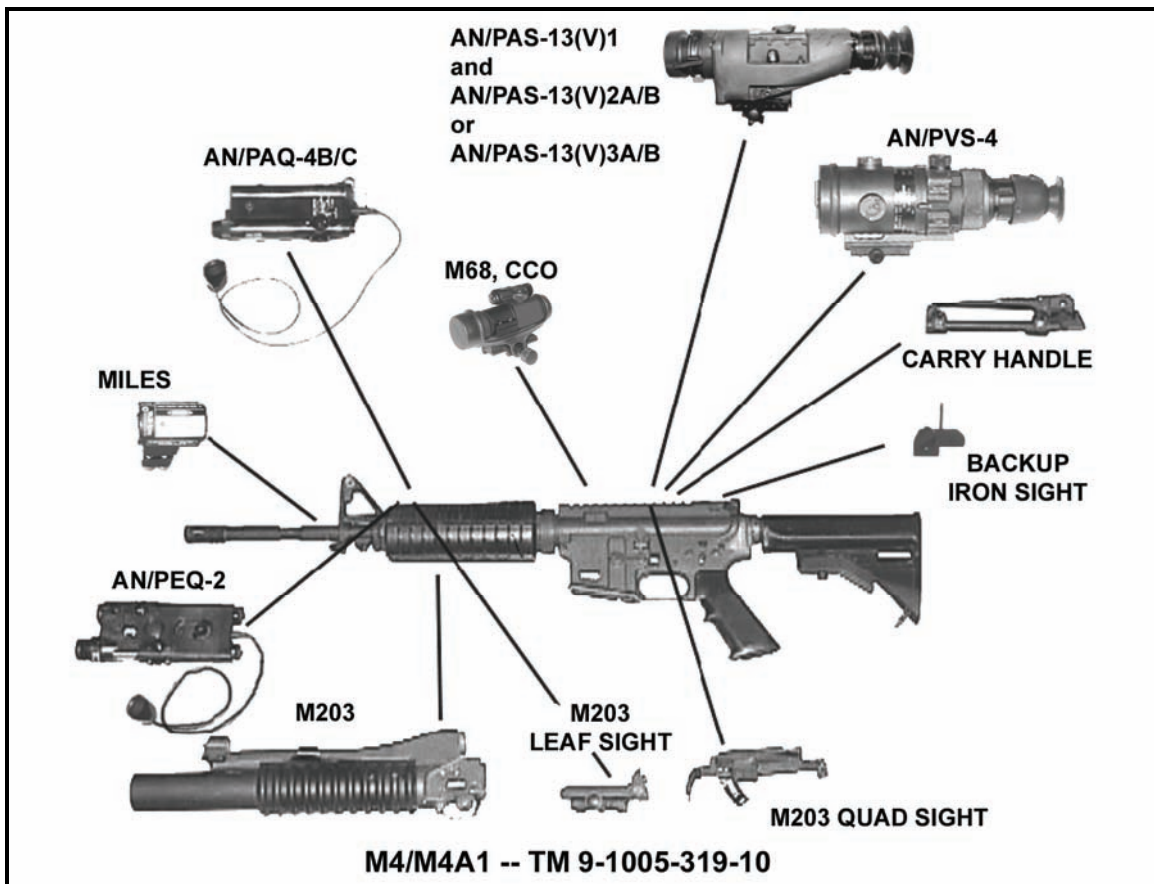 AN/PAS-13(V)1
and
AN/PAS-13(V)2A/B
or
AN/PAS-13(V)3A/B
AN/PAQ-4B/C
AN/PVS-4
M68, CCO
CARRY HANDLE
MILES
BACKUP
IRON SIGHT
AN/PEQ-2
M203
M203
LEAF SIGHT
M203 QUAD SIGHT
M4/M4A1 -- TM 9-1005-319-10